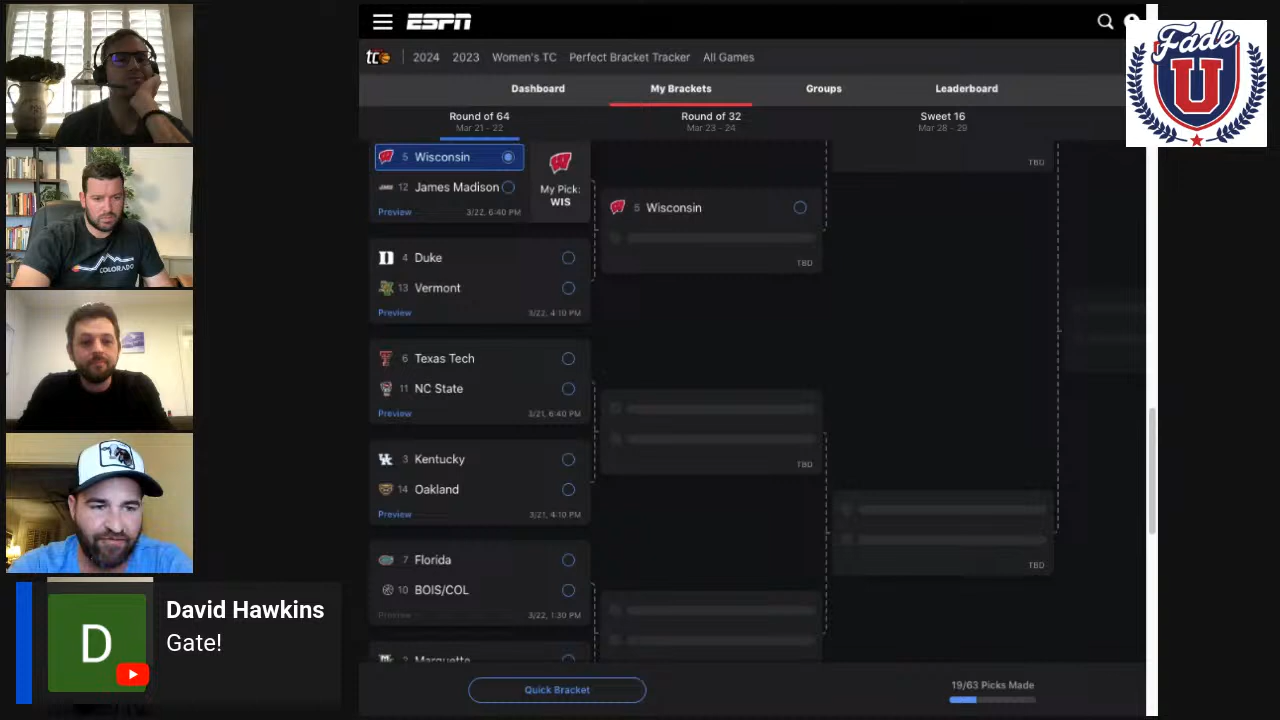 ESPN
Fade
U
tc
2024 2023 Women's TC Perfect Bracket Tracker All Games
Dashboard My Brackets Groups Leaderboard
Round of 64 Round of 32 Sweet 16
Mar 21 - 22 Mar 23 - 24 Mar 28 - 29
5 Wisconsin
12 James Madison
Preview 3/22, 6:40 PM
My Pick:
WIS
5 Wisconsin
TBD
TBD
4 Duke
13 Vermont
Preview 3/22, 4:10 PM
6 Texas Tech
11 NC State
Preview 3/21, 6:40 PM
TBD
3 Kentucky
14 Oakland
Preview 3/21, 4:10 PM
TBD
7 Florida
10 BOIS/COL
Preview 3/22, 1:30 PM
2 Marquette
Quick Bracket
19/63 Picks Made
COLORADO
D
David Hawkins
Gate!